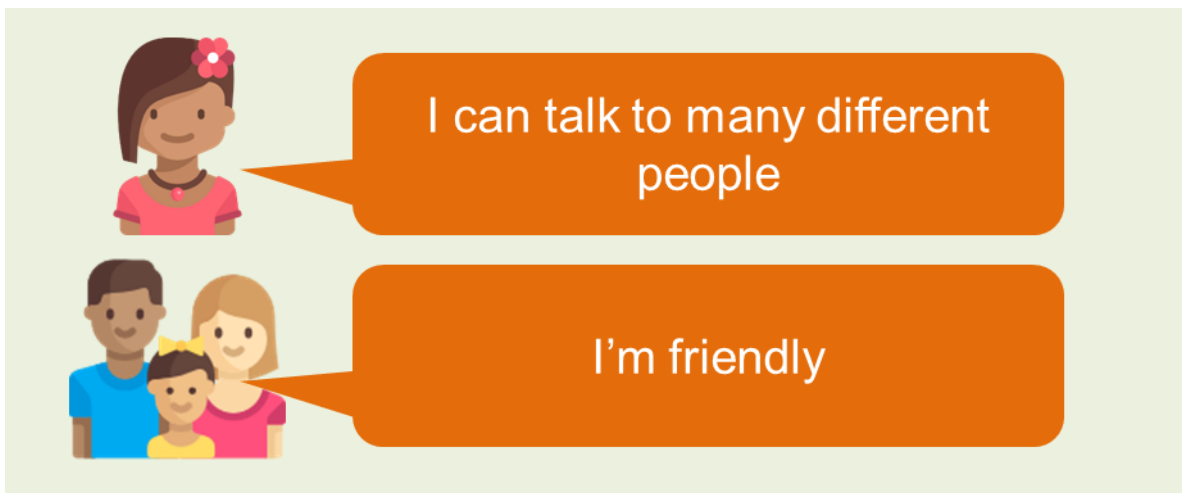 I can talk to many different
people
I’m friendly